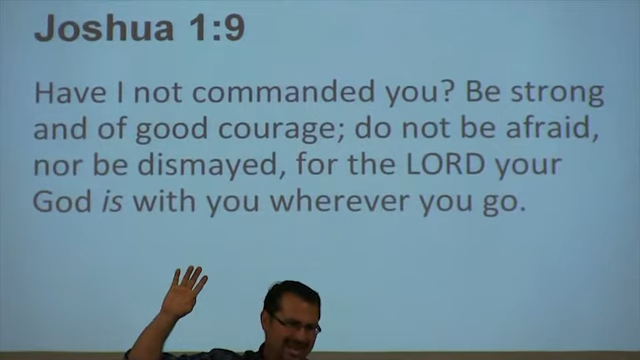 Joshua 1:9
Have I not commanded you? Be strong
and of good courage; do not be afraid,
nor be dismayed, for the LORD your
God is with you wherever you go.